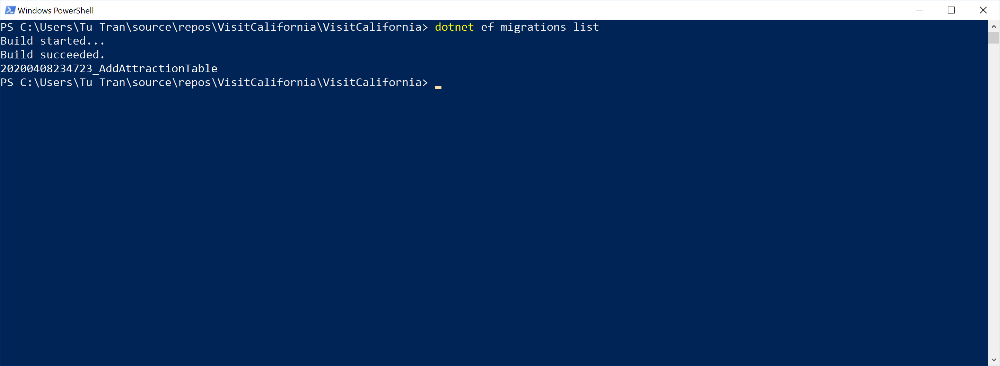 Windows PowerShell
PS C:\Users\Tu Tran\source\repos\VisitCalifornia\VisitCalifornia> dotnet ef migrations list
Build started...
Build succeeded.
20200408234723_AddAttractionTable
PS C:\Users\Tu Tran\source\repos\VisitCalifornia\VisitCalifornia>